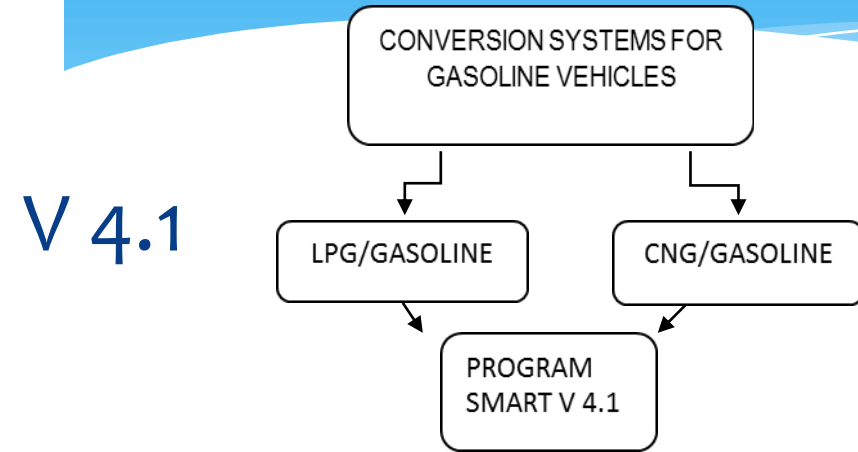 CONVERSION SYSTEMS FOR
GASOLINE VEHICLES
V 4.1
LPG/GASOLINE
CNG/GASOLINE
PROGRAM
SMART V 4.1